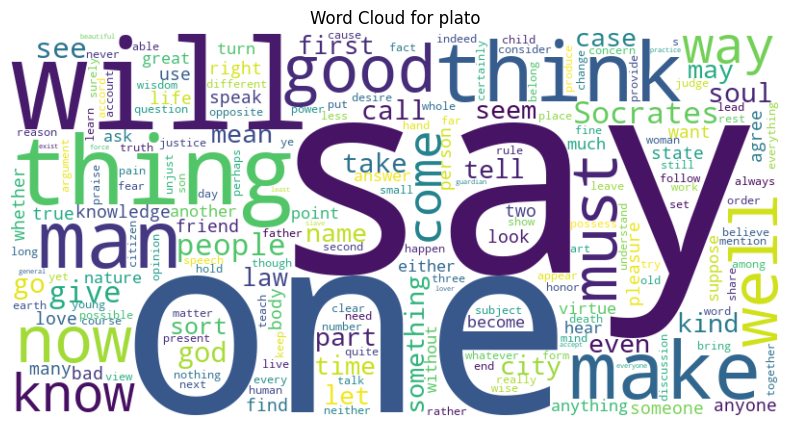 Word Cloud for plato
beautiful
see never able great turn first cause fact indeed child consider case concern s practice way
will good think may
surely wisdom use right different speak call seem soul lead rest
account learn question life opposite power put desire less whole certainly belong place change provide judge everything
reason ask mean Socrates
exist force truth justice ye hand far fine woman want agree
thing say one
argument praise pain unjust perhaps take come person tell rule much state still always
whether fear son day answer small leave work follow set
true knowledge another point name two look show possess understand must order
man friend father second happen art believe mention
long citizen opinion people though least slave guardian pleasure try suppose among
general yet nature speech hold law either three appear honor old share
go give teach body something without virtue word well
earth young possible sort matter clear need number part become subject death hear mind even kind bring together
love course god present quite time whatever form city discussion
now many bad view nothing next every keep live human talk let end really wise make
know find neither rather lover anything everyone accept someone anyone